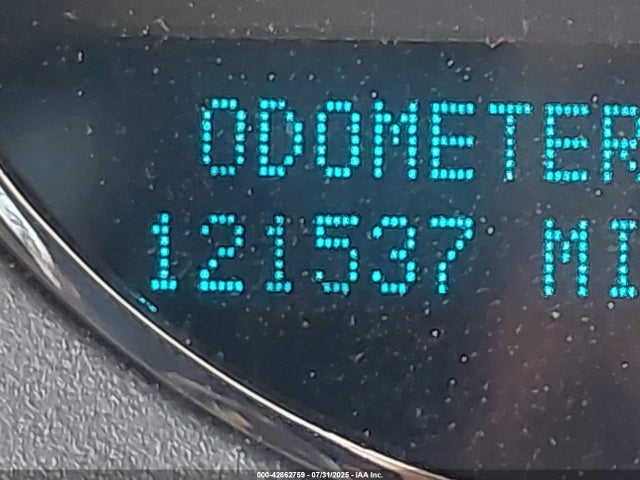 ODOMETER
121537 MI
000-42862759 - 07/31/2025 - IAA Inc.